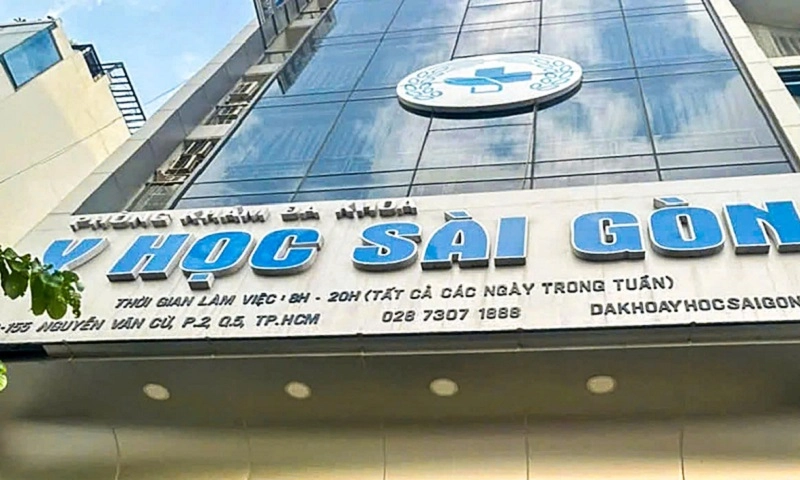 PHÒNG KHÁM ĐA KHOA
Y HỌC SÀI GÒN
THỜI GIAN LÀM VIỆC: 8H - 20H (TẤT CẢ CÁC NGÀY TRONG TUẦN)
-155 NGUYỄN VĂN CỪ, P.2, Q.5, TP.HCM 028 7307 1888 DAKHOAYHOCSAIGON